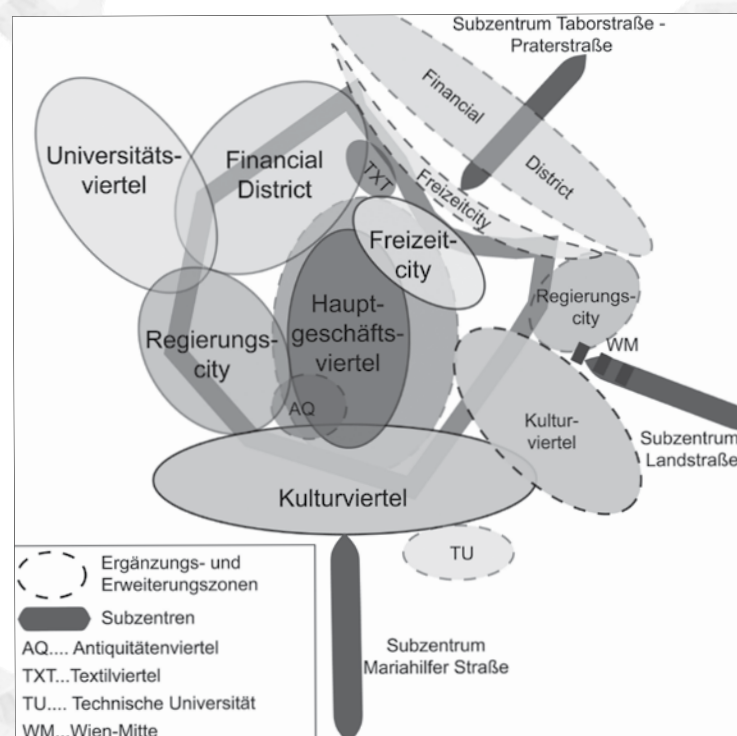 Subzentrum Taborstraße -
Praterstraße
Financial
District
Universitäts-
viertel
Financial
District
TXT
Freizeitcity
Freizeit-
city
Regierungs-
city
Haupt-
geschäfts-
viertel
Regierungs-
city
WM
AQ
Kultur-
viertel
Subzentrum
Landstraße
Kulturviertel
TU
Ergänzungs- und
Erweiterungszonen
Subzentren
AQ.... Antiquitätenviertel
TXT...Textilviertel
TU.... Technische Universität
WM...Wien-Mitte
Subzentrum
Mariahilfer Straße